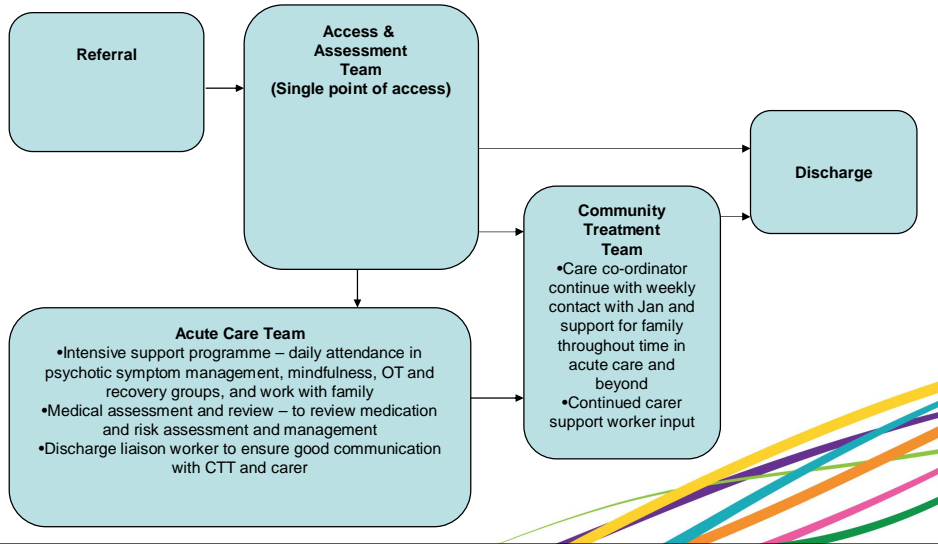 Referral
Access &
Assessment
Team
(Single point of access)
Discharge
Community
Treatment
Team
•Care co-ordinator
continue with weekly
contact with Jan and
support for family
throughout time in
acute care and
beyond
•Continued carer
support worker input
Acute Care Team
•Intensive support programme – daily attendance in
psychotic symptom management, mindfulness, OT and
recovery groups, and work with family
•Medical assessment and review – to review medication
and risk assessment and management
•Discharge liaison worker to ensure good communication
with CTT and carer